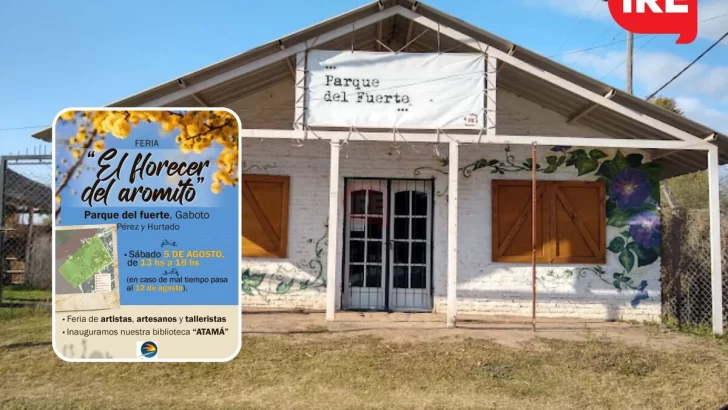 IRE
...
Parque
del Fuerte
...
FERIA
"El florecer
del aromito"
Parque del fuerte, Gaboto
Pérez y Hurtado
• Sábado 5 DE AGOSTO,
de 13 hs a 18 hs
(en caso de mal tiempo pasa
al 12 de agosto).
• Feria de artistas, artesanos y talleristas
• Inauguramos nuestra biblioteca "ATAMÁ"